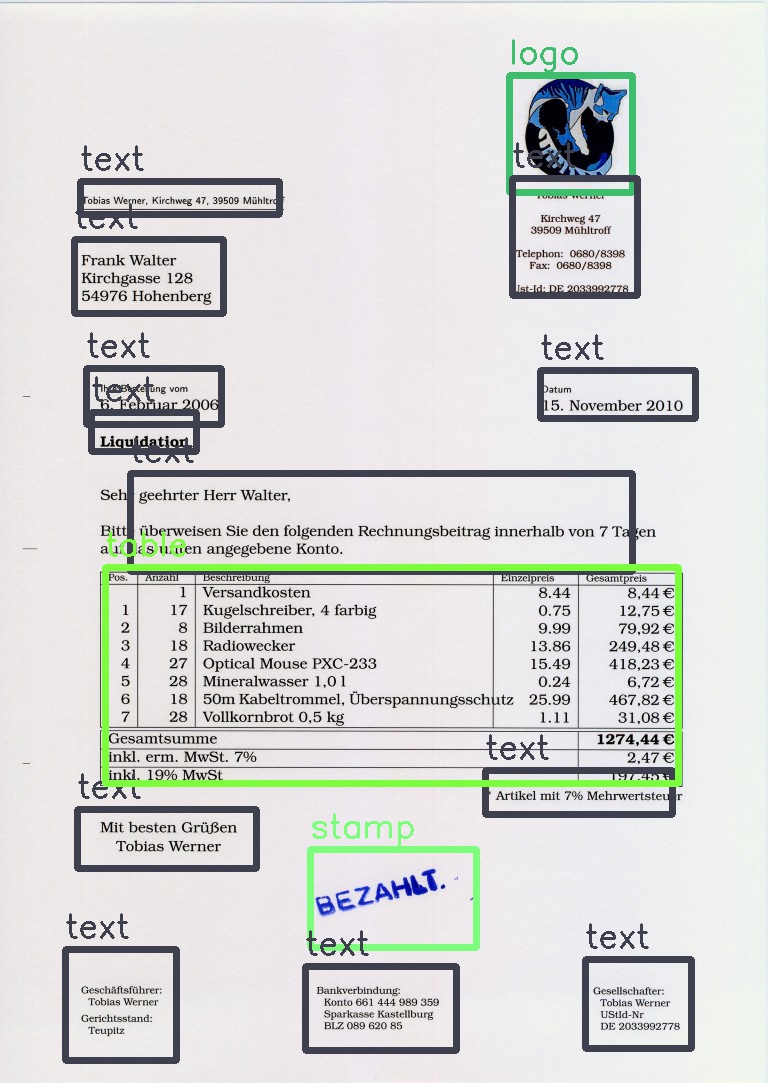 logo
text
text
Tobias Werner
Tobias Werner, Kirchweg 47, 39509 Mühltroff
text
Kirchweg 47
39509 Mühltroff
Telephon: 0680/8398
Fax: 0680/8398
Ust-Id: DE 2033992778
Frank Walter
Kirchgasse 128
54976 Hohenberg
text
text
Ihre Bestellung vom
text
6. Februar 2006
Datum
15. November 2010
Liquidation
text
Sehr geehrter Herr Walter,
Bitte überweisen Sie den folgenden Rechnungsbeitrag innerhalb von 7 Tagen
auf das unten angegebene Konto.
table
Pos. Anzahl Beschreibung Einzelpreis Gesamtpreis
1 Versandkosten 8.44 8,44 €
1 17 Kugelschreiber, 4 farbig 0.75 12,75 €
2 8 Bilderrahmen 9.99 79,92 €
3 18 Radiowecker 13.86 249,48 €
4 27 Optical Mouse PXC-233 15.49 418,23 €
5 28 Mineralwasser 1,0 l 0.24 6,72 €
6 18 50m Kabeltrommel, Überspannungsschutz 25.99 467,82 €
7 28 Vollkornbrot 0,5 kg 1.11 31,08 €
Gesamtsumme 1274,44 €
inkl. erm. MwSt. 7% 2,47 €
inkl. 19% MwSt 197,45 €
text
text
Artikel mit 7% Mehrwertsteuer
Mit besten Grüßen
Tobias Werner
stamp
BEZAHLT.
text
Geschäftsführer:
Tobias Werner
Gerichtsstand:
Teupitz
text
Bankverbindung:
Konto 661 444 989 359
Sparkasse Kastellburg
BLZ 089 620 85
text
Gesellschafter:
Tobias Werner
UStId-Nr
DE 2033992778